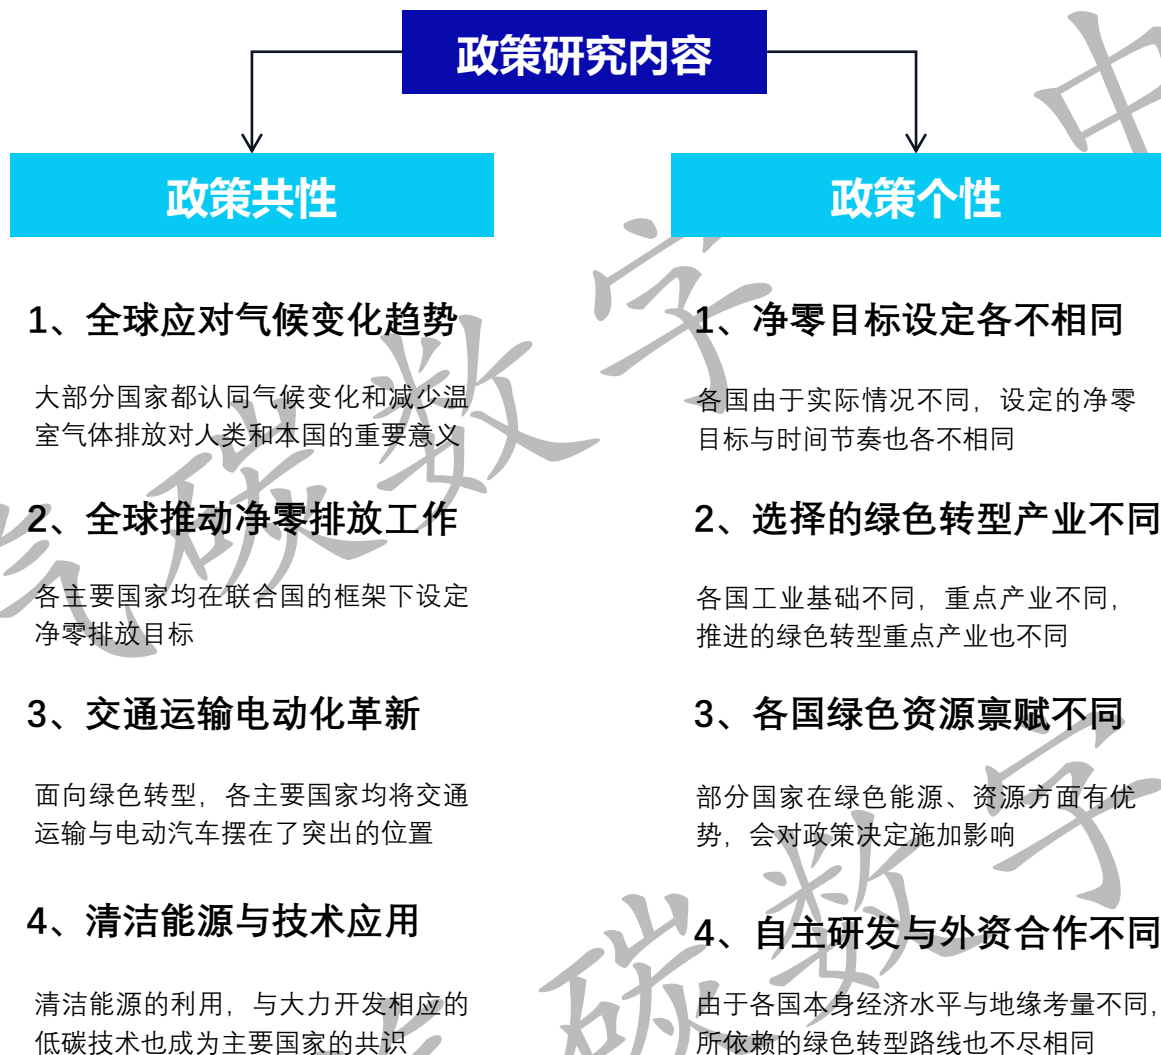 政策研究内容
政策共性
1、全球应对气候变化趋势
大部分国家都认同气候变化和减少温
室气体排放对人类和本国的重要意义
2、全球推动净零排放工作
各主要国家均在联合国的框架下设定
净零排放目标
3、交通运输电动化革新
面向绿色转型，各主要国家均将交通
运输与电动汽车摆在了突出的位置
4、清洁能源与技术应用
清洁能源的利用，与大力开发相应的
低碳技术也成为主要国家的共识
政策个性
1、净零目标设定各不相同
各国由于实际情况不同，设定的净零
目标与时间节奏也各不相同
2、选择的绿色转型产业不同
各国工业基础不同，重点产业不同，
推进的绿色转型重点产业也不同
3、各国绿色资源禀赋不同
部分国家在绿色能源、资源方面有优
势，会对政策决定施加影响
4、自主研发与外资合作不同
由于各国本身经济水平与地缘考量不同，
所依赖的绿色转型路线也不尽相同
气碳数字
碳数字
中